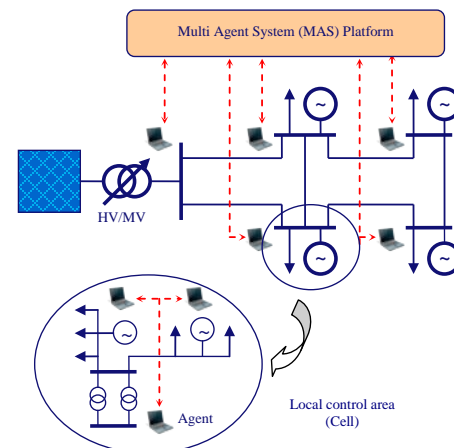 Multi Agent System (MAS) Platform
~
~
HV/MV
~
~
~
~
Agent
Local control area
(Cell)